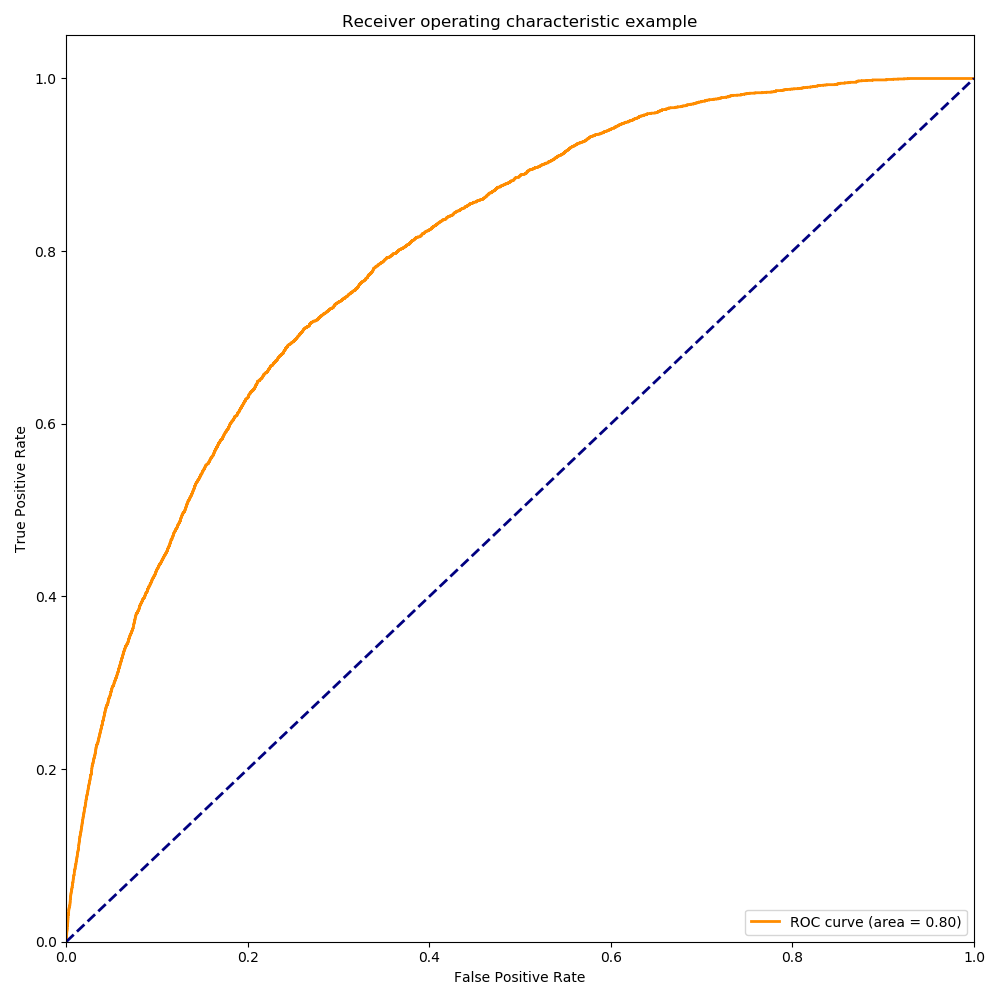 Receiver operating characteristic example
1.0
0.8
0.6
0.4
0.2
0.0
True Positive Rate
ROC curve (area = 0.80)
0.0 0.2 0.4 0.6 0.8 1.0
False Positive Rate